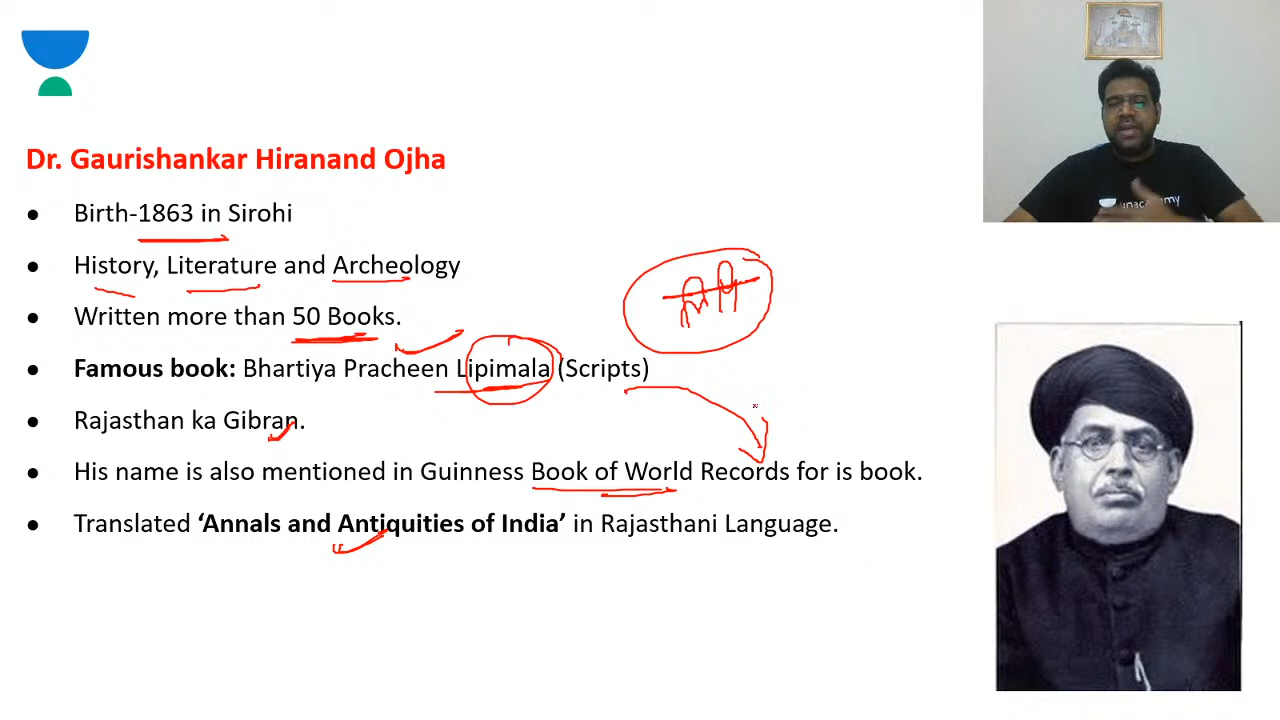 Dr. Gaurishankar Hiranand Ojha
● Birth-1863 in Sirohi
● History, Literature and Archeology
● Written more than 50 Books.
● Famous book: Bhartiya Pracheen Lipimala (Scripts)
● Rajasthan ka Gibran.
● His name is also mentioned in Guinness Book of World Records for is book.
● Translated ‘Annals and Antiquities of India’ in Rajasthani Language.
लिपि
unacademy